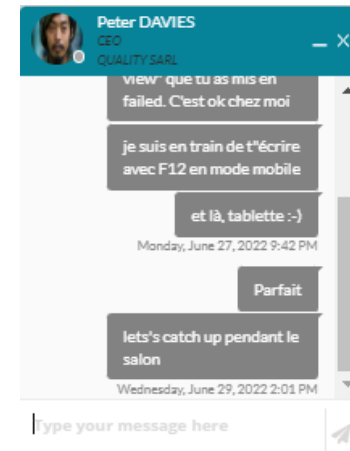 Peter DAVIES
CEO
QUALITY SARL
view" que tu as mis en
failed. C'est ok chez moi
je suis en train de t"écrire
avec F12 en mode mobile
et là, tablette :-)
Monday, June 27, 2022 9:42 PM
Parfait
lets's catch up pendant le
salon
Wednesday, June 29, 2022 2:01 PM
Type your message here